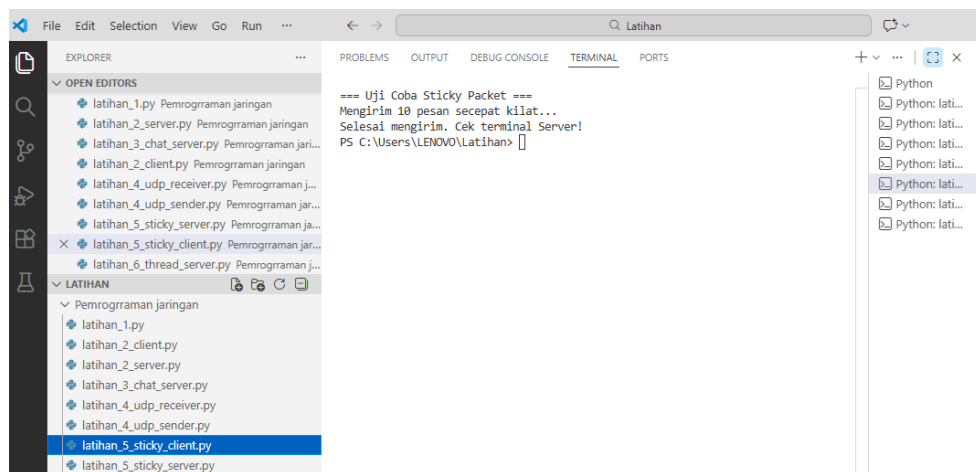 File Edit Selection View Go Run ... Latihan
EXPLORER ...
OPEN EDITORS
latihan_1.py Pemrogrraman jaringan
latihan_2_server.py Pemrogrraman jaringan
latihan_3_chat_server.py Pemrogrraman jari...
latihan_2_client.py Pemrogrraman jaringan
latihan_4_udp_receiver.py Pemrogrraman j...
latihan_4_udp_sender.py Pemrogrraman jar...
latihan_5_sticky_server.py Pemrogrraman ja...
latihan_5_sticky_client.py Pemrogrraman jar...
latihan_6_thread_server.py Pemrogrraman j...
LATIHAN
Pemrogrraman jaringan
latihan_1.py
latihan_2_client.py
latihan_2_server.py
latihan_3_chat_server.py
latihan_4_udp_receiver.py
latihan_4_udp_sender.py
latihan_5_sticky_client.py
latihan_5_sticky_server.py
PROBLEMS OUTPUT DEBUG CONSOLE TERMINAL PORTS
=== Uji Coba Sticky Packet ===
Mengirim 10 pesan secepat kilat...
Selesai mengirim. Cek terminal Server!
PS C:\Users\LENOVO\Latihan>
Python
Python: lati...
Python: lati...
Python: lati...
Python: lati...
Python: lati...
Python: lati...
Python: lati...